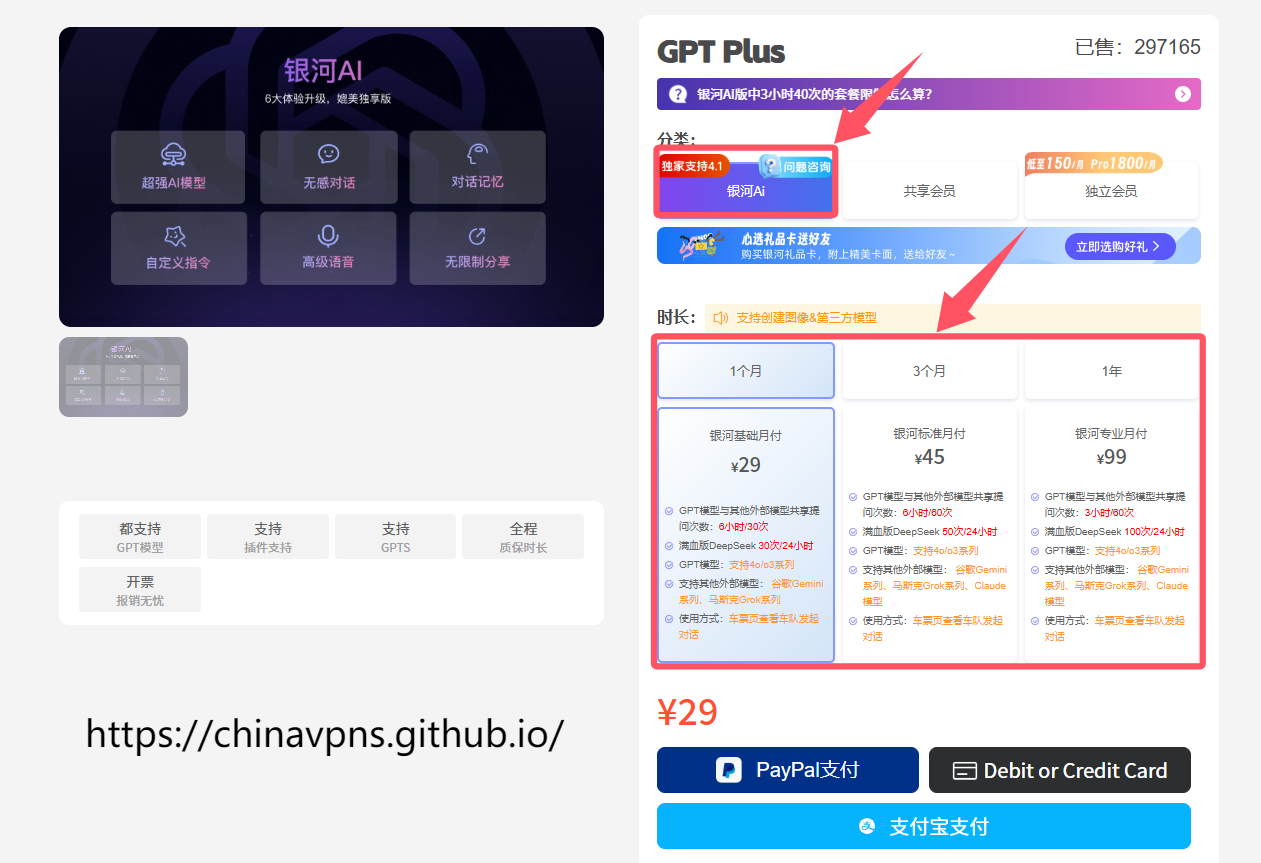 银河AI
6大体验升级，媲美独享版
超强AI模型
无感对话
对话记忆
自定义指令
高级语音
无限制分享
银河AI
都支持
GPT模型
支持
插件支持
支持
GPTS
全程
质保时长
开票
报销无忧
https://chinavpns.github.io/
GPT Plus
已售：297165
银河AI版中3小时40次的套餐限 怎么算?
分类：
独家支持4.1
问题咨询
银河Ai
共享会员
低至150/月 Pro1800/月
独立会员
心选礼品卡送好友
购买银河礼品卡，附上精美卡面，送给好友~
立即选购好礼 >
时长：
支持创建图像&第三方模型
1个月
3个月
1年
银河基础月付
¥29
GPT模型与其他外部模型共享提
问次数：6小时/30次
满血版DeepSeek 30次/24小时
GPT模型：支持4o/o3系列
支持其他外部模型： 谷歌Gemini
系列、马斯克Grok系列
使用方式：车票页查看车队发起
对话
银河标准月付
¥45
GPT模型与其他外部模型共享提
问次数：6小时/60次
满血版DeepSeek 50次/24小时
GPT模型：支持4o/o3系列
支持其他外部模型： 谷歌Gemini
系列、马斯克Grok系列、Claude
模型
使用方式：车票页查看车队发起
对话
银河专业月付
¥99
GPT模型与其他外部模型共享提
问次数：3小时/60次
满血版DeepSeek 100次/24小时
GPT模型：支持4o/o3系列
支持其他外部模型： 谷歌Gemini
系列、马斯克Grok系列、Claude
模型
使用方式：车票页查看车队发起
对话
¥29
PayPal支付
Debit or Credit Card
支付宝支付